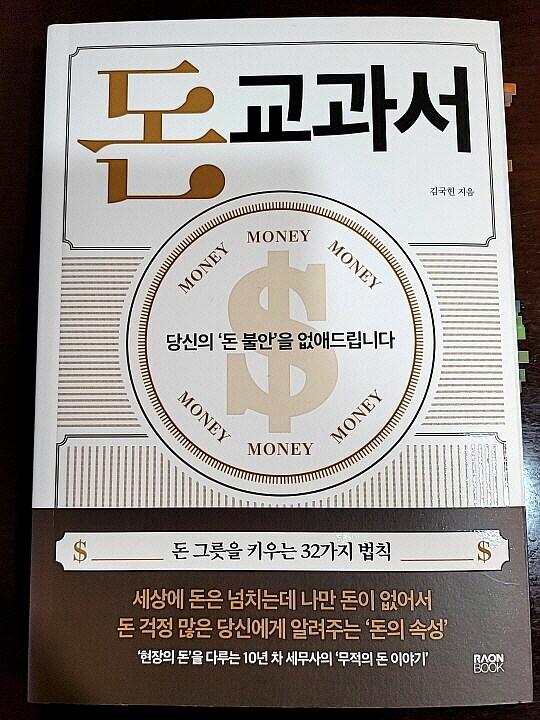 돈 교과서
김국현 지음
MONEY MONEY MONEY
$
당신의 '돈 불안'을 없애드립니다
MONEY MONEY MONEY
$ 돈 그릇을 키우는 32가지 법칙 $
세상에 돈은 넘치는데 나만 돈이 없어서
돈 걱정 많은 당신에게 알려주는 '돈의 속성'
'현장의 돈'을 다루는 10년 차 세무사의 '무적의 돈 이야기'
RAON
BOOK